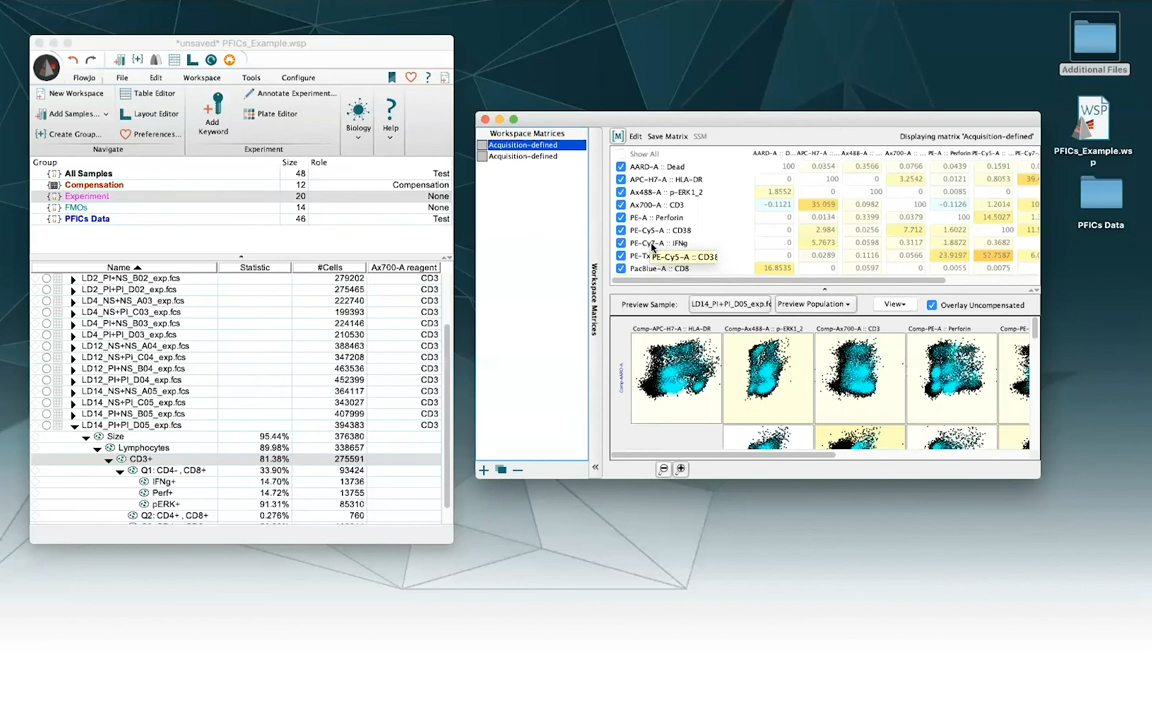 *unsaved* PFICs_Example.wsp
FlowJo File Edit Workspace Tools Configure
New Workspace Table Editor Annotate Experiment...
Add Samples... Layout Editor Add Keyword Plate Editor Biology Help
Create Group... Preferences...
Navigate Experiment
Group Size Role
{ } All Samples 48 Test
Compensation 12 Compensation
{ } Experiment 20 None
{ } FMOs 14 None
{ } PFICs Data 46 Test
Name Statistic #Cells Ax700-A reagent
LD2_PI+NS_B02_exp.fcs 279202 CD3
LD2_PI+PI_D02_exp.fcs 275465 CD3
LD4_NS+NS_A03_exp.fcs 222740 CD3
LD4_NS+PI_C03_exp.fcs 199393 CD3
LD4_PI+NS_B03_exp.fcs 224146 CD3
LD4_PI+PI_D03_exp.fcs 210530 CD3
LD12_NS+NS_A04_exp.fcs 388463 CD3
LD12_NS+PI_C04_exp.fcs 347208 CD3
LD12_PI+NS_B04_exp.fcs 463536 CD3
LD12_PI+PI_D04_exp.fcs 452399 CD3
LD14_NS+NS_A05_exp.fcs 364117 CD3
LD14_NS+PI_C05_exp.fcs 343027 CD3
LD14_PI+NS_B05_exp.fcs 407999 CD3
LD14_PI+PI_D05_exp.fcs 394383 CD3
Size 95.44% 376380
Lymphocytes 89.98% 338657
CD3+ 81.38% 275591
Q1: CD4- , CD8+ 33.90% 93424
IFNg+ 14.70% 13736
Perf+ 14.72% 13755
pERK+ 91.31% 85310
Q2: CD4+ , CD8+ 0.276% 760
Workspace Matrices
Acquisition-defined
Acquisition-defined
Workspace Matrices
[M] Edit Save Matrix SSM Displaying matrix "Acquisition-defined"
Show All AARD-A :: D... APC-H7-A :: ... Ax488-A :: ... Ax700-A :: ... PE-A :: Perforin PE-Cy5-A :: ... PE-Cy7-A :: ...
AARD-A :: Dead 100 0.0354 0.3566 0.0766 0.0439 0.1591
APC-H7-A :: HLA-DR 0 100 0 3.2542 0.0121 0.8053 39.
Ax488-A :: p-ERK1_2 1.8552 0 100 0 0.0085 0
Ax700-A :: CD3 -0.1121 35.059 0.0982 100 -0.1126 1.2014 10
PE-A :: Perforin 0 0.0134 0.3399 0.0379 100 14.5027
PE-Cy5-A :: CD38 0 2.984 0.0256 7.712 1.6022 100 11.
PE-Cy7-A :: IFNg 0 5.7673 0.0598 0.3117 1.8872 0.3682
PE-Tx PE-Cy5-A :: CD38 0 0.0289 0.1116 0.0566 23.9197 52.7587 6.
PacBlue-A :: CD8 16.8535 0 0.0597 0 0.0055 0.0075
Preview Sample: LD14_PI+PI_D05_exp.fc Preview Population View Overlay Uncompensated
Comp-APC-H7-A :: HLA-DR Comp-Ax488-A :: p-ERK1_2 Comp-Ax700-A :: CD3 Comp-PE-A :: Perforin Comp-PE-
Comp-AARD-A
Additional Files
WSP
PFICs_Example.ws
p
PFICs Data